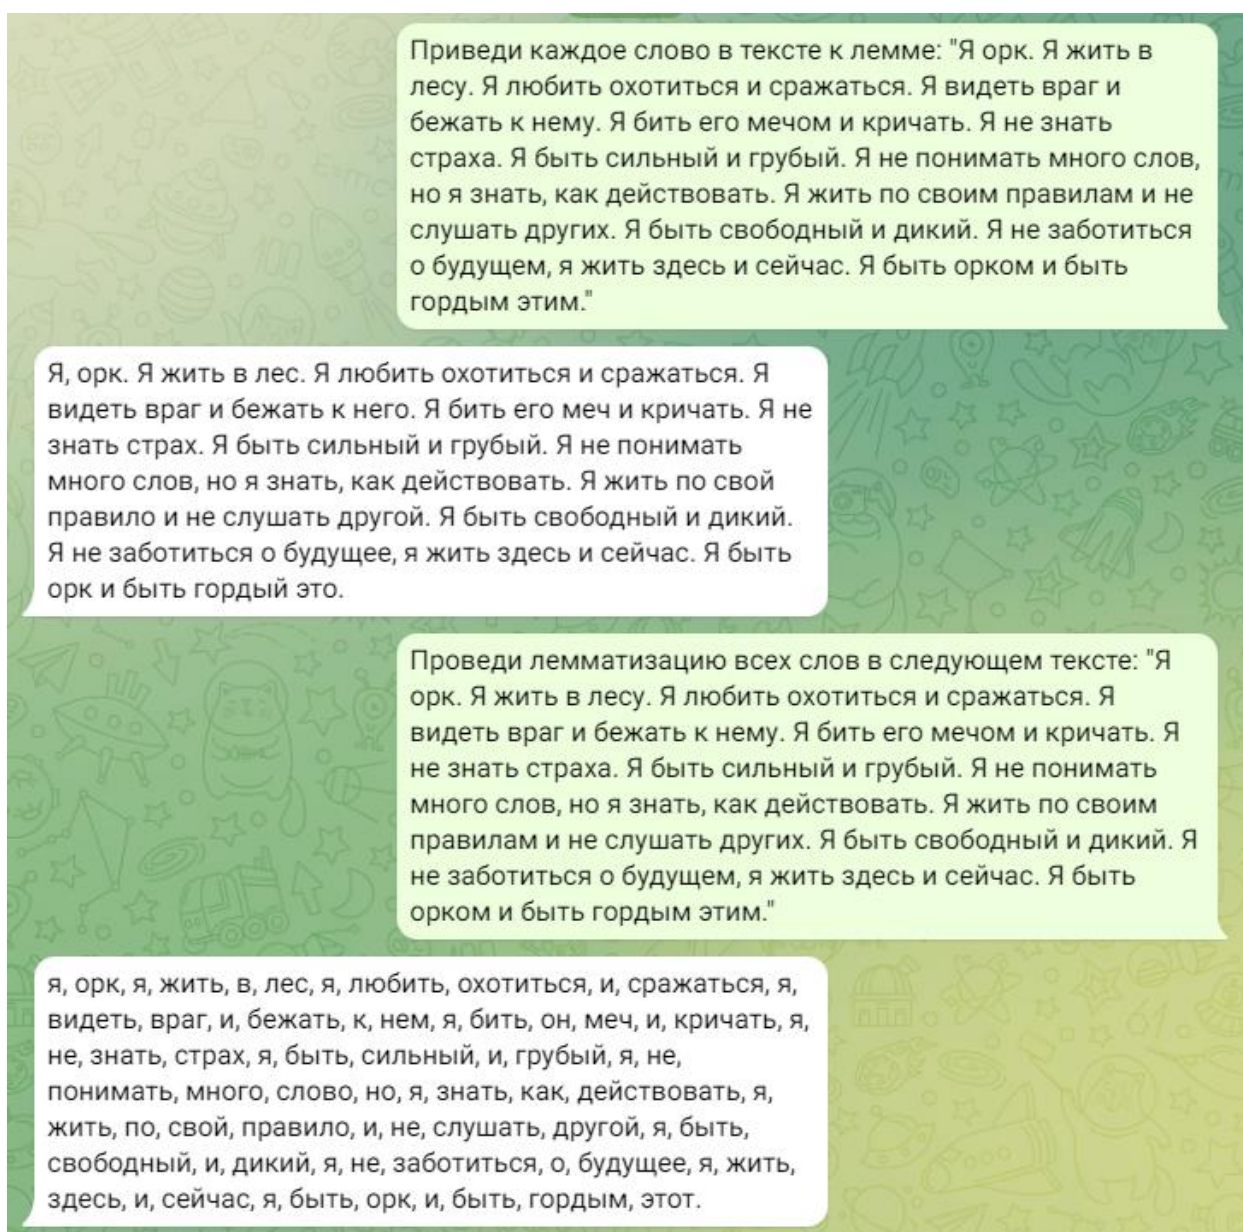 Приведи каждое слово в тексте к лемме: "Я орк. Я жить в
лесу. Я любить охотиться и сражаться. Я видеть враг и
бежать к нему. Я бить его мечом и кричать. Я не знать
страха. Я быть сильный и грубый. Я не понимать много слов,
но я знать, как действовать. Я жить по своим правилам и не
слушать других. Я быть свободный и дикий. Я не заботиться
о будущем, я жить здесь и сейчас. Я быть орком и быть
гордым этим."
Я, орк. Я жить в лес. Я любить охотиться и сражаться. Я
видеть враг и бежать к него. Я бить его меч и кричать. Я не
знать страх. Я быть сильный и грубый. Я не понимать
много слов, но я знать, как действовать. Я жить по свой
правило и не слушать другой. Я быть свободный и дикий.
Я не заботиться о будущее, я жить здесь и сейчас. Я быть
орк и быть гордый это.
Проведи лемматизацию всех слов в следующем тексте: "Я
орк. Я жить в лесу. Я любить охотиться и сражаться. Я
видеть враг и бежать к нему. Я бить его мечом и кричать. Я
не знать страха. Я быть сильный и грубый. Я не понимать
много слов, но я знать, как действовать. Я жить по своим
правилам и не слушать других. Я быть свободный и дикий. Я
не заботиться о будущем, я жить здесь и сейчас. Я быть
орком и быть гордым этим."
я, орк, я, жить, в, лес, я, любить, охотиться, и, сражаться, я,
видеть, враг, и, бежать, к, нем, я, бить, он, меч, и, кричать, я,
не, знать, страх, я, быть, сильный, и, грубый, я, не,
понимать, много, слово, но, я, знать, как, действовать, я,
жить, по, свой, правило, и, не, слушать, другой, я, быть,
свободный, и, дикий, я, не, заботиться, о, будущее, я, жить,
здесь, и, сейчас, я, быть, орк, и, быть, гордым, этот.